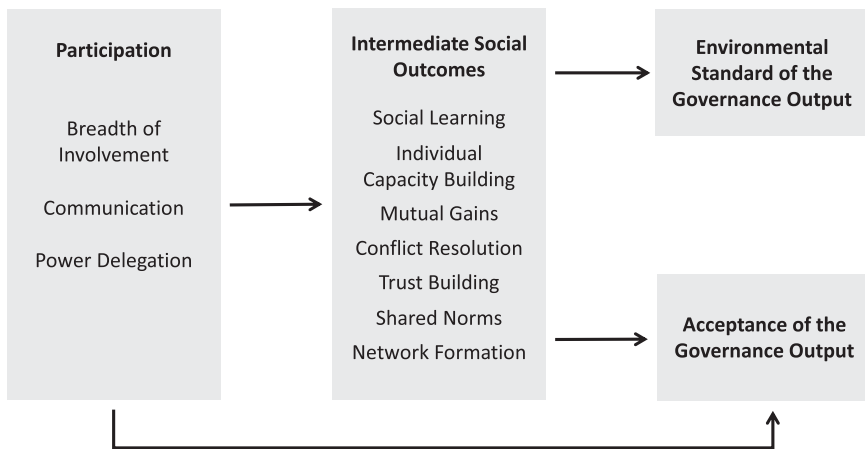 Participation
Breadth of
Involvement
Communication
Power Delegation
Intermediate Social
Outcomes
Social Learning
Individual
Capacity Building
Mutual Gains
Conflict Resolution
Trust Building
Shared Norms
Network Formation
Environmental
Standard of the
Governance Output
Acceptance of the
Governance Output